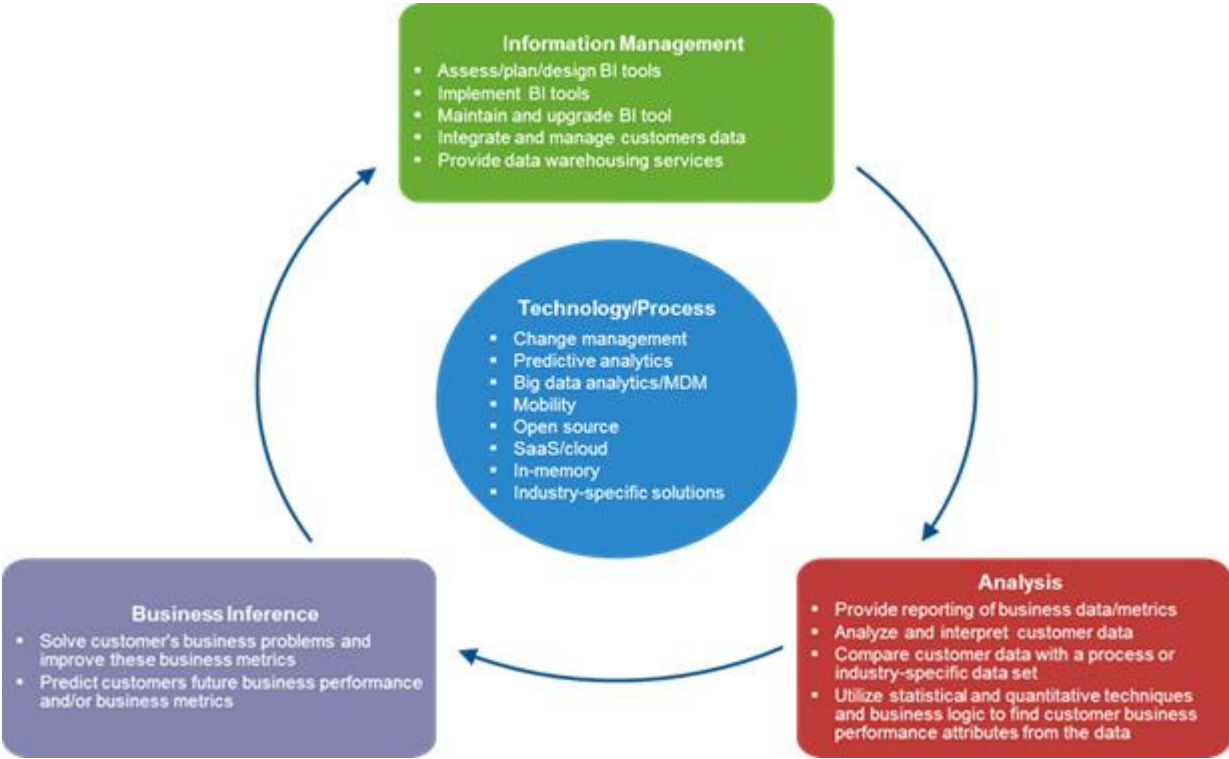 Information Management
▪ Assess/plan/design BI tools
▪ Implement BI tools
▪ Maintain and upgrade BI tool
▪ Integrate and manage customers data
▪ Provide data warehousing services
Technology/Process
▪ Change management
▪ Predictive analytics
▪ Big data analytics/MDM
▪ Mobility
▪ Open source
▪ SaaS/cloud
▪ In-memory
▪ Industry-specific solutions
Analysis
▪ Provide reporting of business data/metrics
▪ Analyze and interpret customer data
▪ Compare customer data with a process or
industry-specific data set
▪ Utilize statistical and quantitative techniques
and business logic to find customer business
performance attributes from the data
Business Inference
▪ Solve customer's business problems and
improve these business metrics
▪ Predict customers future business performance
and/or business metrics